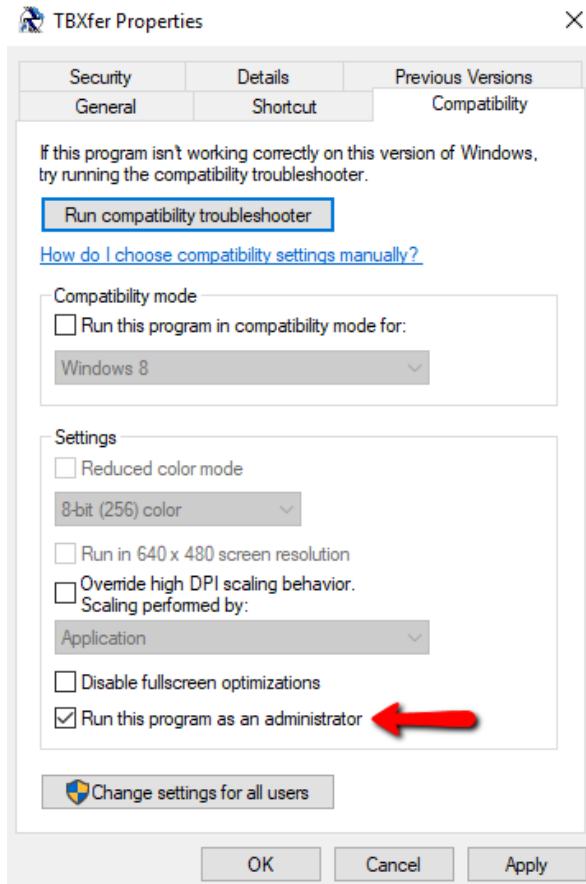 TBXfer Properties
Security
Details
Previous Versions
General
Shortcut
Compatibility
If this program isn't working correctly on this version of Windows,
try running the compatibility troubleshooter.
Run compatibility troubleshooter
How do I choose compatibility settings manually?
Compatibility mode
Run this program in compatibility mode for:
Windows 8
Settings
Reduced color mode
8-bit (256) color
Run in 640 x 480 screen resolution
Override high DPI scaling behavior.
Scaling performed by:
Application
Disable fullscreen optimizations
Run this program as an administrator
Change settings for all users
OK
Cancel
Apply